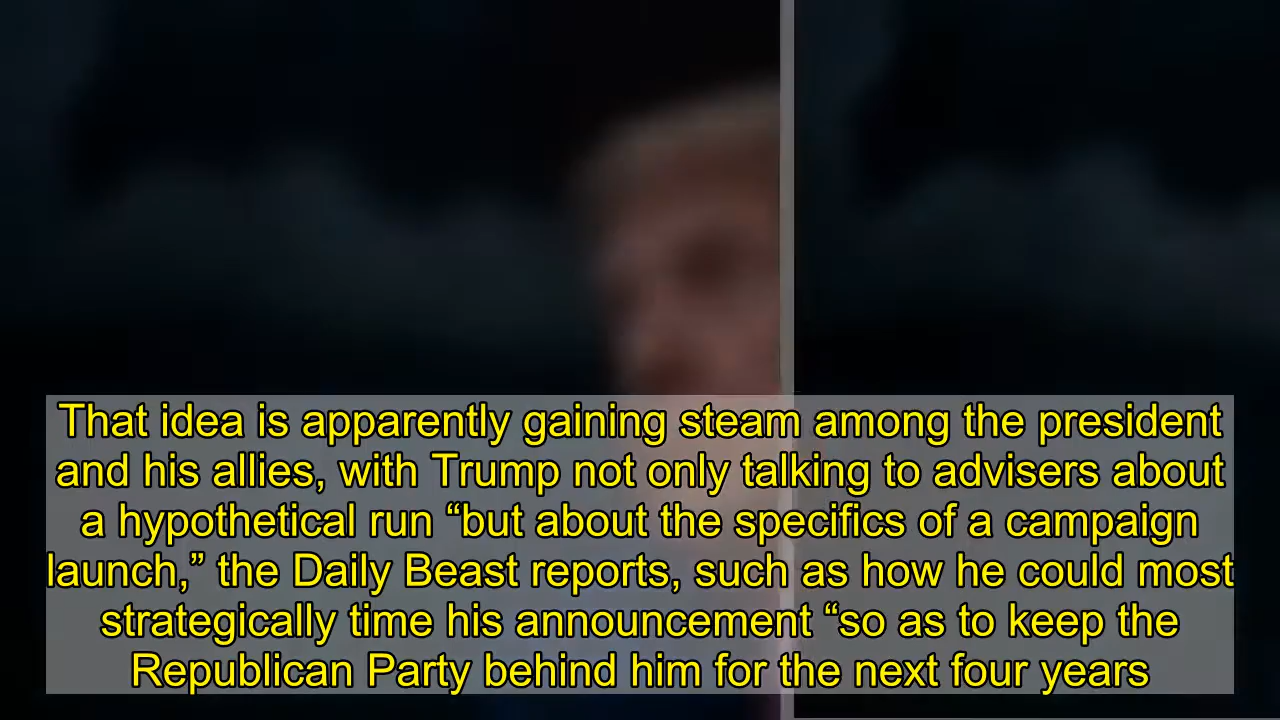 That idea is apparently gaining steam among the president
and his allies, with Trump not only talking to advisers about
a hypothetical run “but about the specifics of a campaign
launch,” the Daily Beast reports, such as how he could most
strategically time his announcement “so as to keep the
Republican Party behind him for the next four years